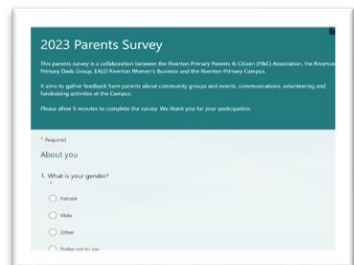 2023 Parents Survey
This parents survey is a collaboration between the Riverton Primary Parents & Citizen (P&C) Association, the Riverton
Primary Dads Group, EALD Riverton Women's Business and the Riverton Primary Campus.
It aims to gather feedback from parents about community groups and events, communications, volunteering and
fundraising activities at the Campus.
Please allow 5 minutes to complete the survey. We thank you for your participation.
* Required
About you
1. What is your gender?
*
Female
Male
Other
Prefer not to say